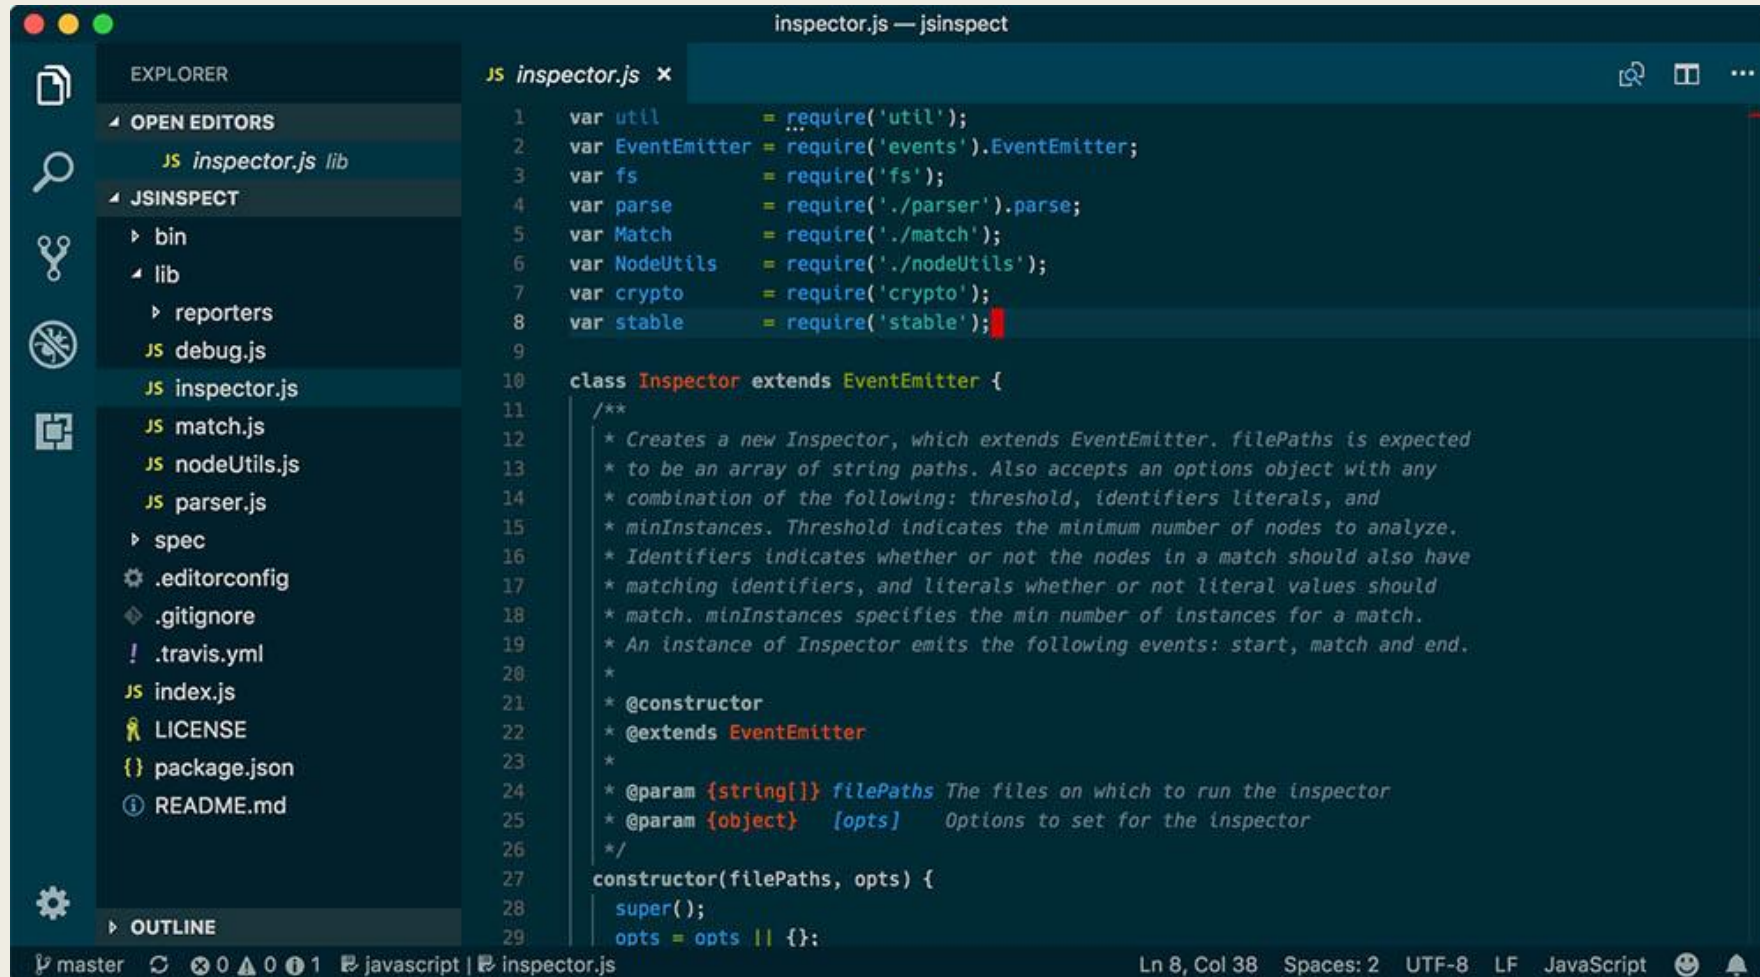 inspector.js — jsinspect
EXPLORER
OPEN EDITORS
JS inspector.js lib
JSINSPECT
bin
lib
reporters
JS debug.js
JS inspector.js
JS match.js
JS nodeUtils.js
JS parser.js
spec
.editorconfig
.gitignore
! .travis.yml
JS index.js
LICENSE
{} package.json
README.md
OUTLINE
JS inspector.js ×
1 var util         = require('util');
2 var EventEmitter = require('events').EventEmitter;
3 var fs           = require('fs');
4 var parse        = require('./parser').parse;
5 var Match        = require('./match');
6 var NodeUtils    = require('./nodeUtils');
7 var crypto       = require('crypto');
8 var stable       = require('stable');
9
10 class Inspector extends EventEmitter {
11   /**
12    * Creates a new Inspector, which extends EventEmitter. filePaths is expected
13    * to be an array of string paths. Also accepts an options object with any
14    * combination of the following: threshold, identifiers literals, and
15    * minInstances. Threshold indicates the minimum number of nodes to analyze.
16    * Identifiers indicates whether or not the nodes in a match should also have
17    * matching identifiers, and literals whether or not literal values should
18    * match. minInstances specifies the min number of instances for a match.
19    * An instance of Inspector emits the following events: start, match and end.
20    *
21    * @constructor
22    * @extends EventEmitter
23    *
24    * @param {string[]} filePaths The files on which to run the inspector
25    * @param {object}   [opts]    Options to set for the inspector
26    */
27   constructor(filePaths, opts) {
28     super();
29     opts = opts || {};
master 0 0 1 javascript | inspector.js Ln 8, Col 38 Spaces: 2 UTF-8 LF JavaScript